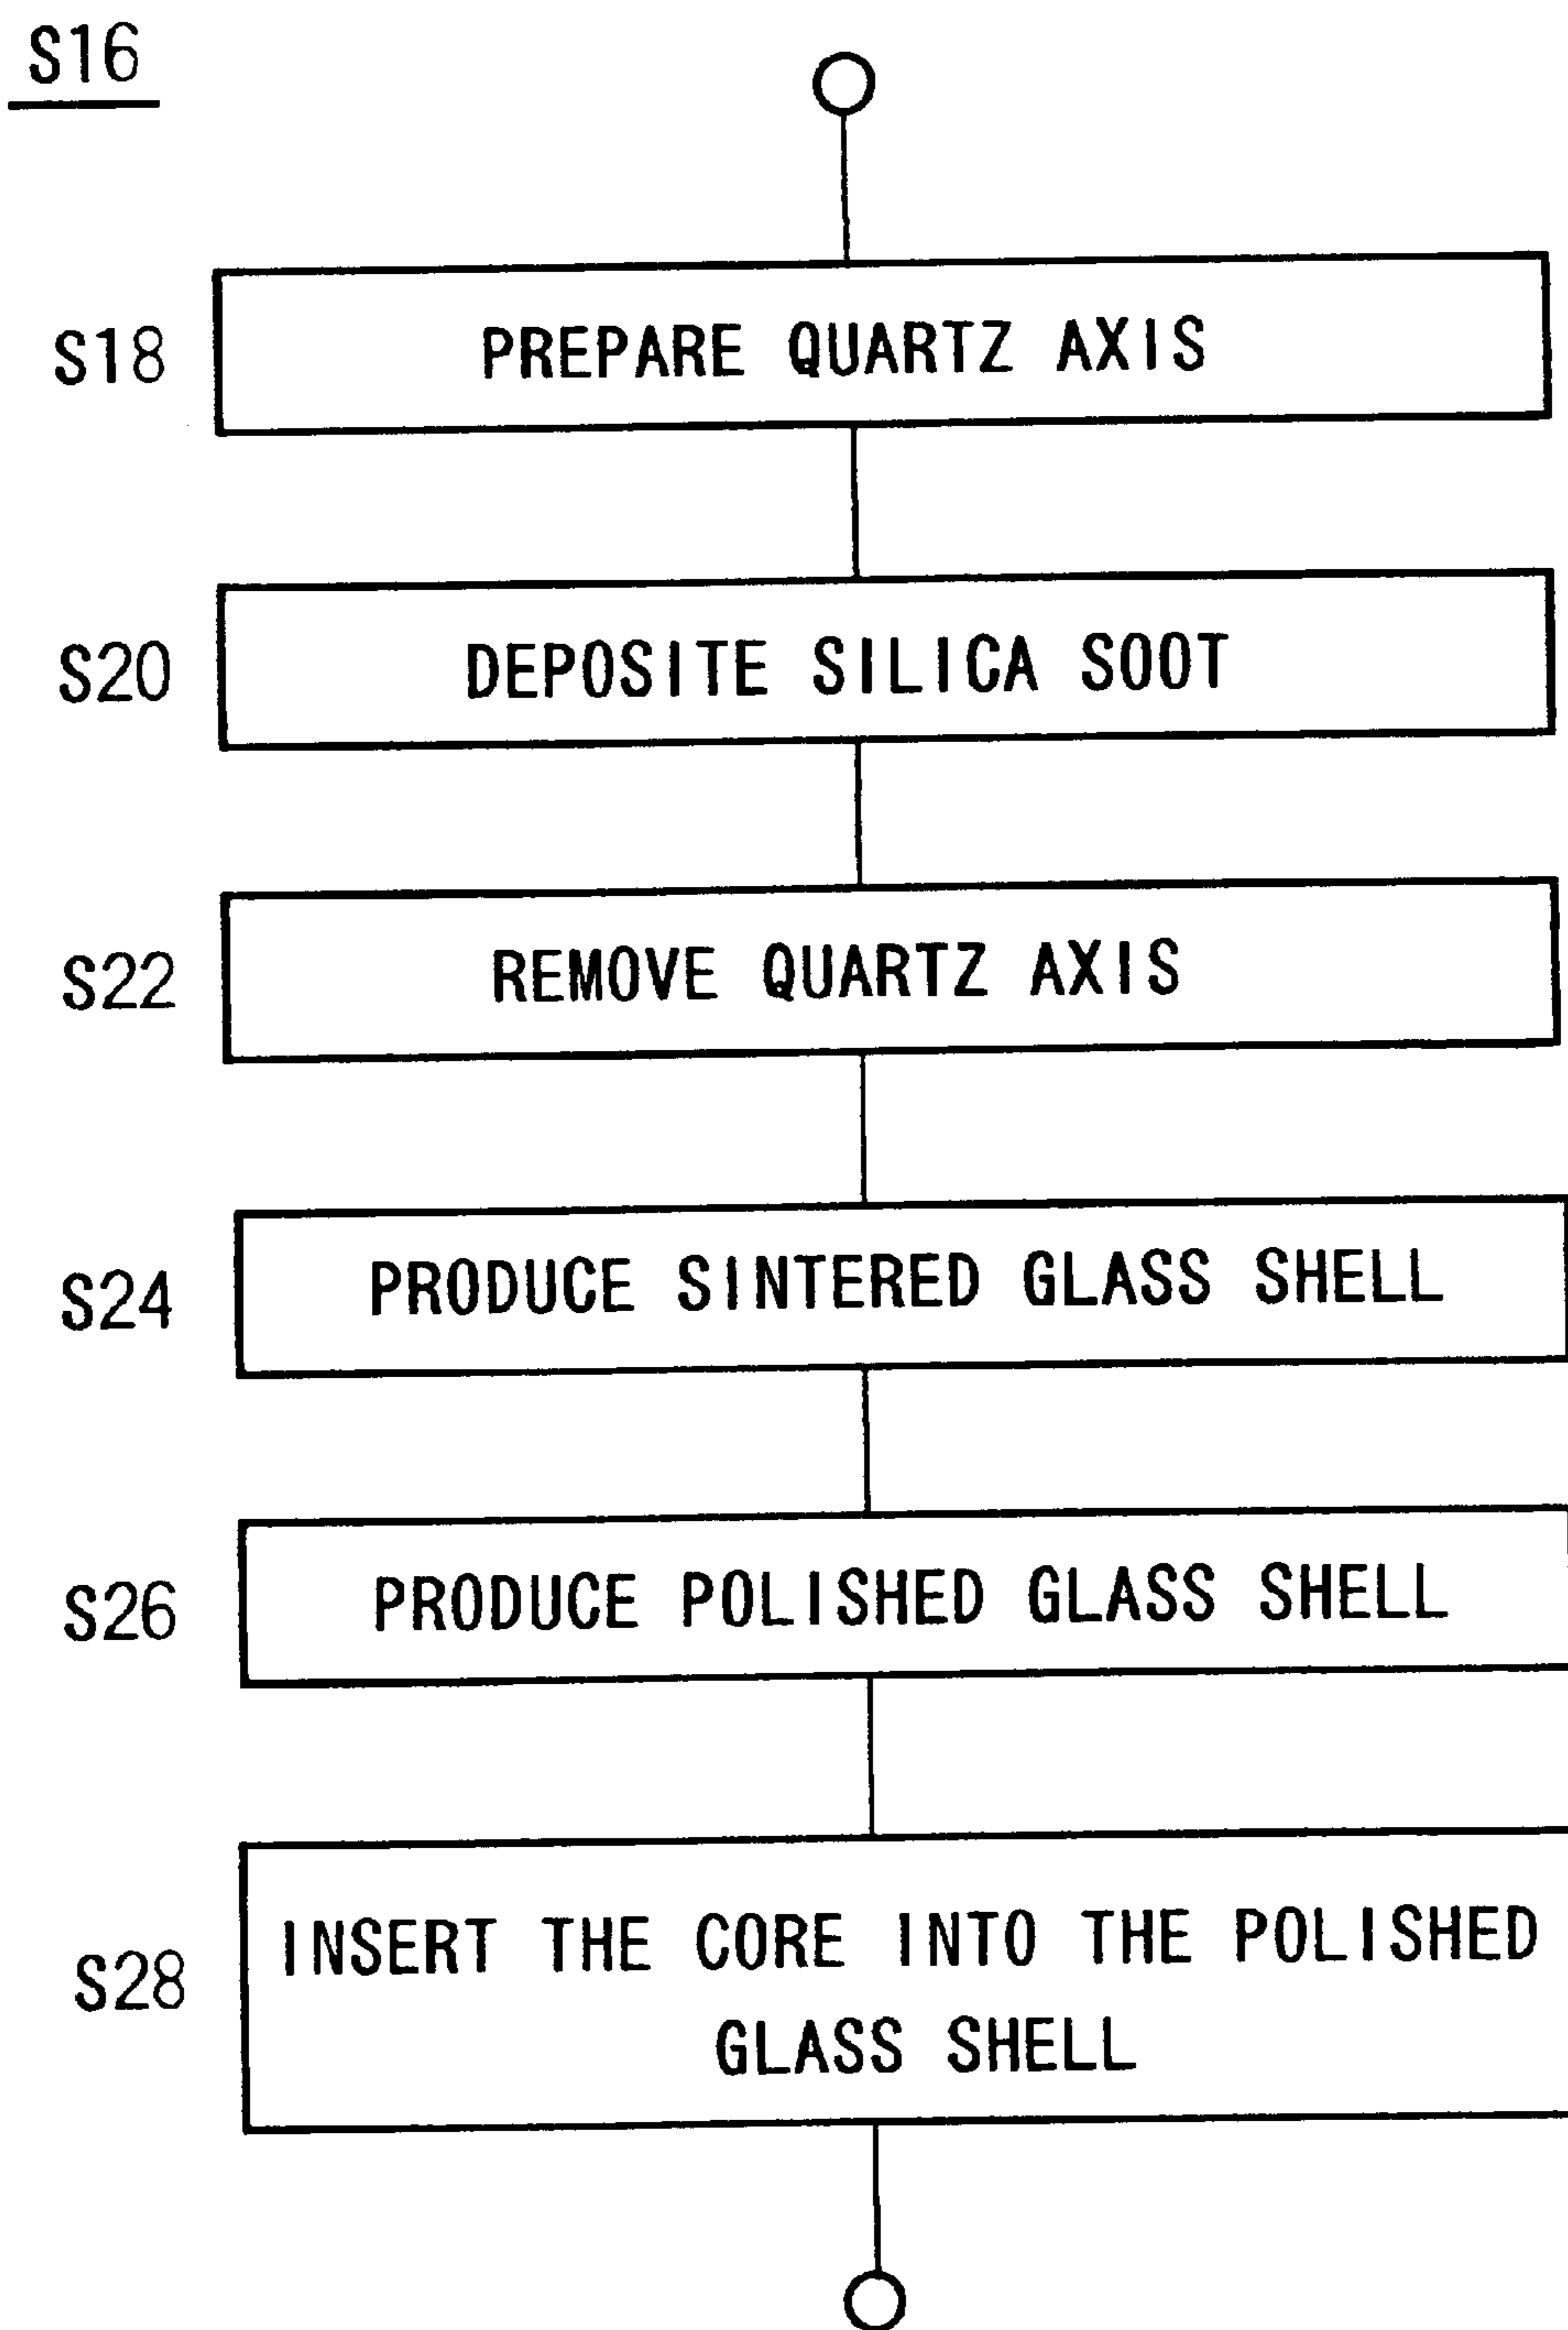 S16
S18
PREPARE QUARTZ AXIS
S20
DEPOSITE SILICA SOOT
S22
REMOVE QUARTZ AXIS
S24
PRODUCE SINTERED GLASS SHELL
S26
PRODUCE POLISHED GLASS SHELL
S28
INSERT THE CORE INTO THE POLISHED
GLASS SHELL